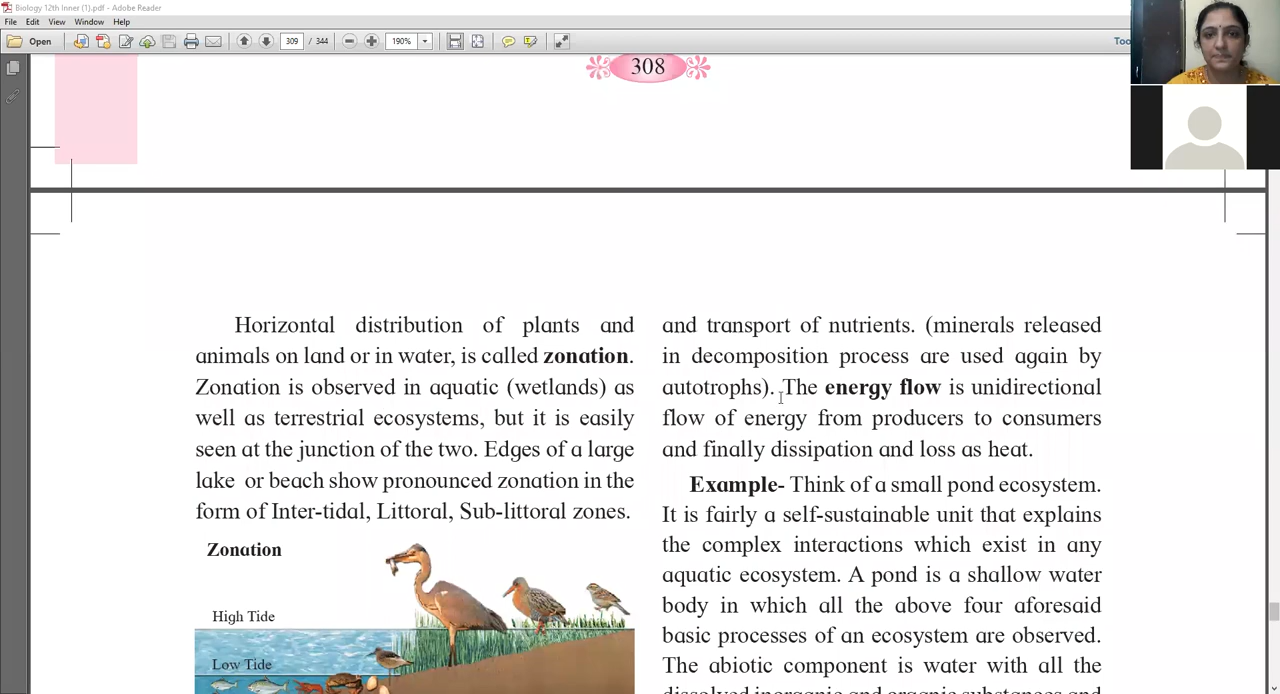 Biology 12th Inner (1).pdf - Adobe Reader
File Edit View Window Help
Open 309 / 344 190%
308
Horizontal distribution of plants and
animals on land or in water, is called zonation.
Zonation is observed in aquatic (wetlands) as
well as terrestrial ecosystems, but it is easily
seen at the junction of the two. Edges of a large
lake or beach show pronounced zonation in the
form of Inter-tidal, Littoral, Sub-littoral zones.
Zonation
High Tide
Low Tide
and transport of nutrients. (minerals released
in decomposition process are used again by
autotrophs). The energy flow is unidirectional
flow of energy from producers to consumers
and finally dissipation and loss as heat.
Example- Think of a small pond ecosystem.
It is fairly a self-sustainable unit that explains
the complex interactions which exist in any
aquatic ecosystem. A pond is a shallow water
body in which all the above four aforesaid
basic processes of an ecosystem are observed.
The abiotic component is water with all the
dissolved inorganic and organic substances and